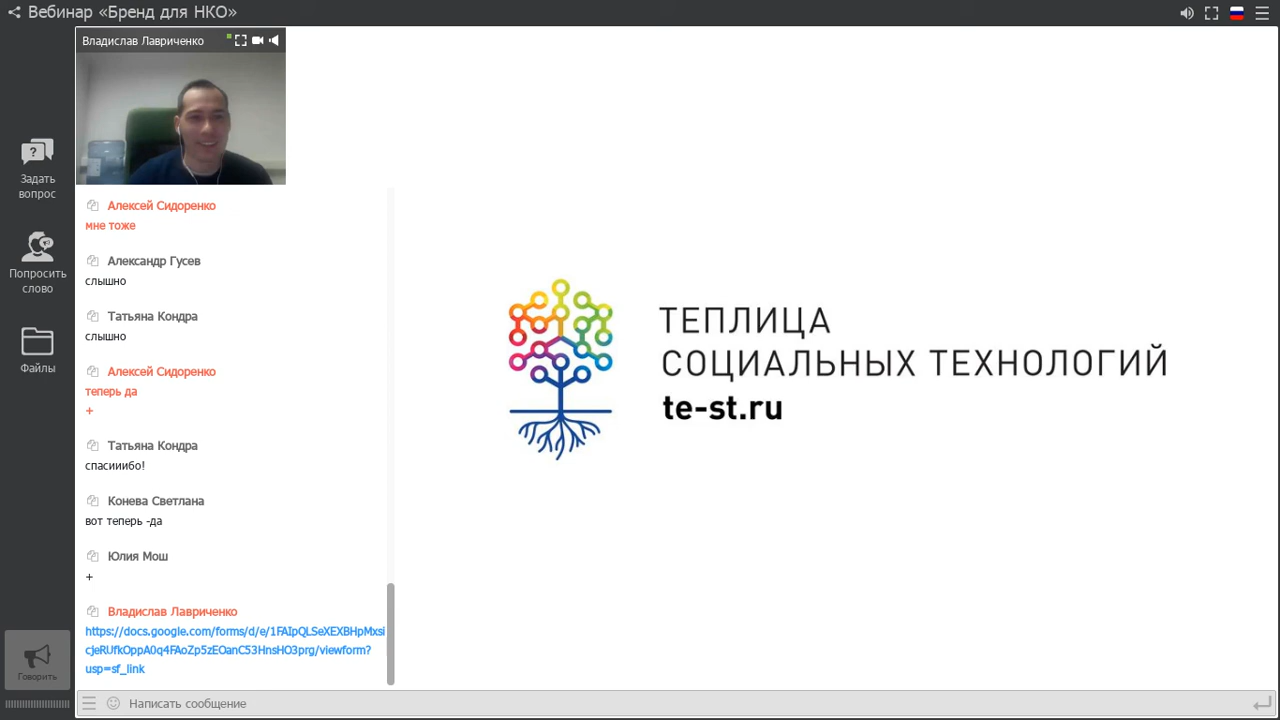 Вебинар «Бренд для НКО»
Владислав Лавриченко
Задать
вопрос
Попросить
слово
Файлы
Говорить
Алексей Сидоренко
мне тоже
Александр Гусев
слышно
Татьяна Кондра
слышно
Алексей Сидоренко
теперь да
+
Татьяна Кондра
спасииибо!
Конева Светлана
вот теперь -да
Юлия Мош
+
Владислав Лавриченко
https://docs.google.com/forms/d/e/1FAIpQLSeXEXBHpMxsi
cjeRUfkOppA0q4FAoZp5zEOanC53HnsHO3prg/viewform?
usp=sf_link
Написать сообщение
ТЕПЛИЦА
СОЦИАЛЬНЫХ ТЕХНОЛОГИЙ
te-st.ru